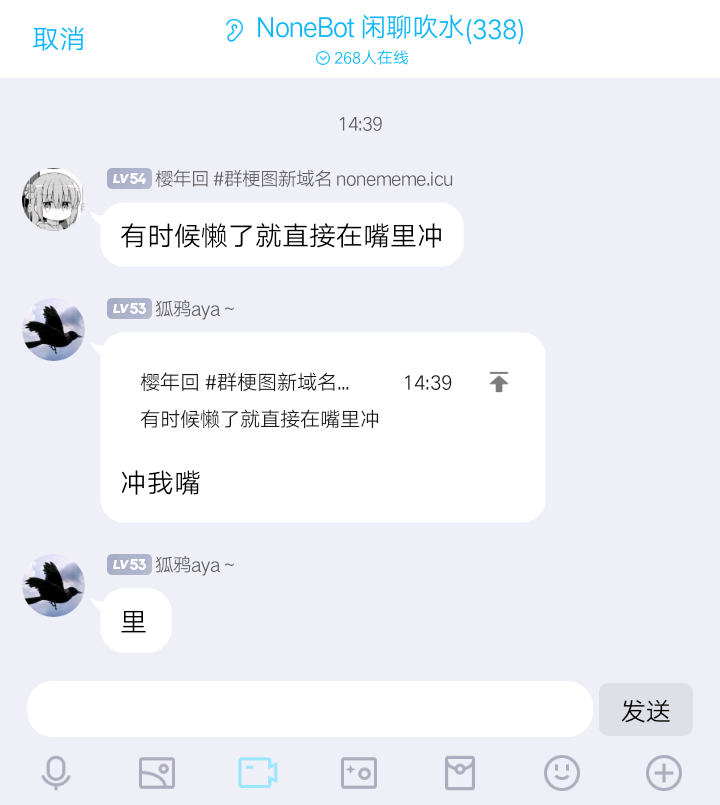 取消
NoneBot 闲聊吹水(338)
268人在线
14:39
LV54 樱年回 #群梗图新域名 nonememe.icu
有时候懒了就直接在嘴里冲
LV53 狐鸦aya ~
樱年回 #群梗图新域名... 14:39
有时候懒了就直接在嘴里冲
冲我嘴
LV53 狐鸦aya ~
里
发送